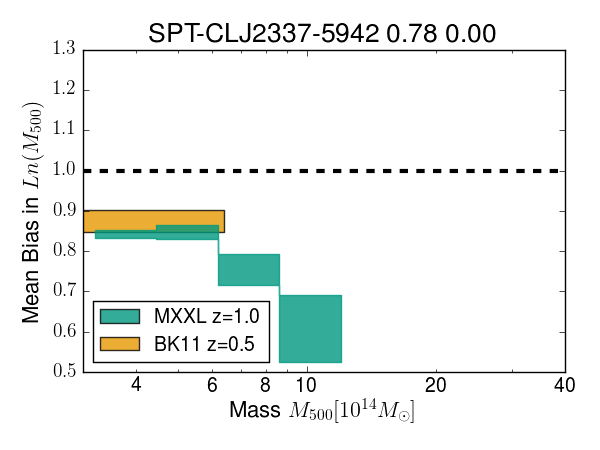 SPT-CLJ2337-5942 0.78 0.00
1.3
1.2
1.1
1.0
0.9
0.8
0.7
0.6
0.5
Mean Bias in Ln(M500)
MXXL z=1.0
BK11 z=0.5
4 6 8 10 20 40
Mass M500[10^14 M⊙]